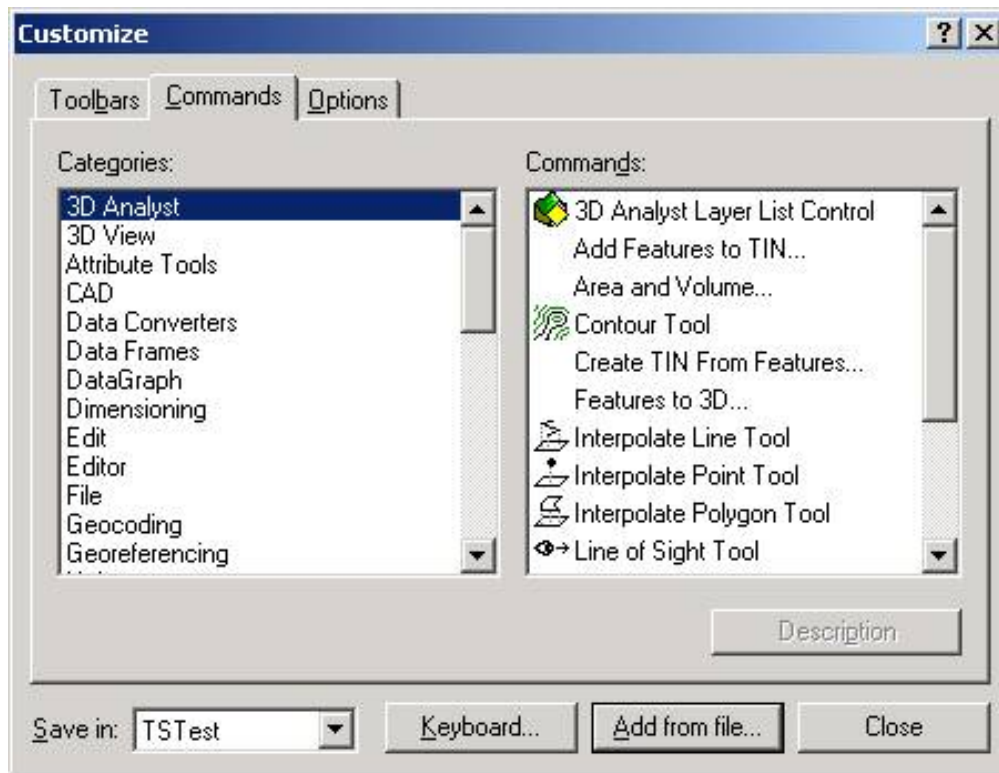 Customize
Toolbars Commands Options
Categories:
3D Analyst
3D View
Attribute Tools
CAD
Data Converters
Data Frames
DataGraph
Dimensioning
Edit
Editor
File
Geocoding
Georeferencing
Commands:
3D Analyst Layer List Control
Add Features to TIN...
Area and Volume...
Contour Tool
Create TIN From Features...
Features to 3D...
Interpolate Line Tool
Interpolate Point Tool
Interpolate Polygon Tool
Line of Sight Tool
Description
Save in: TSTest Keyboard... Add from file... Close